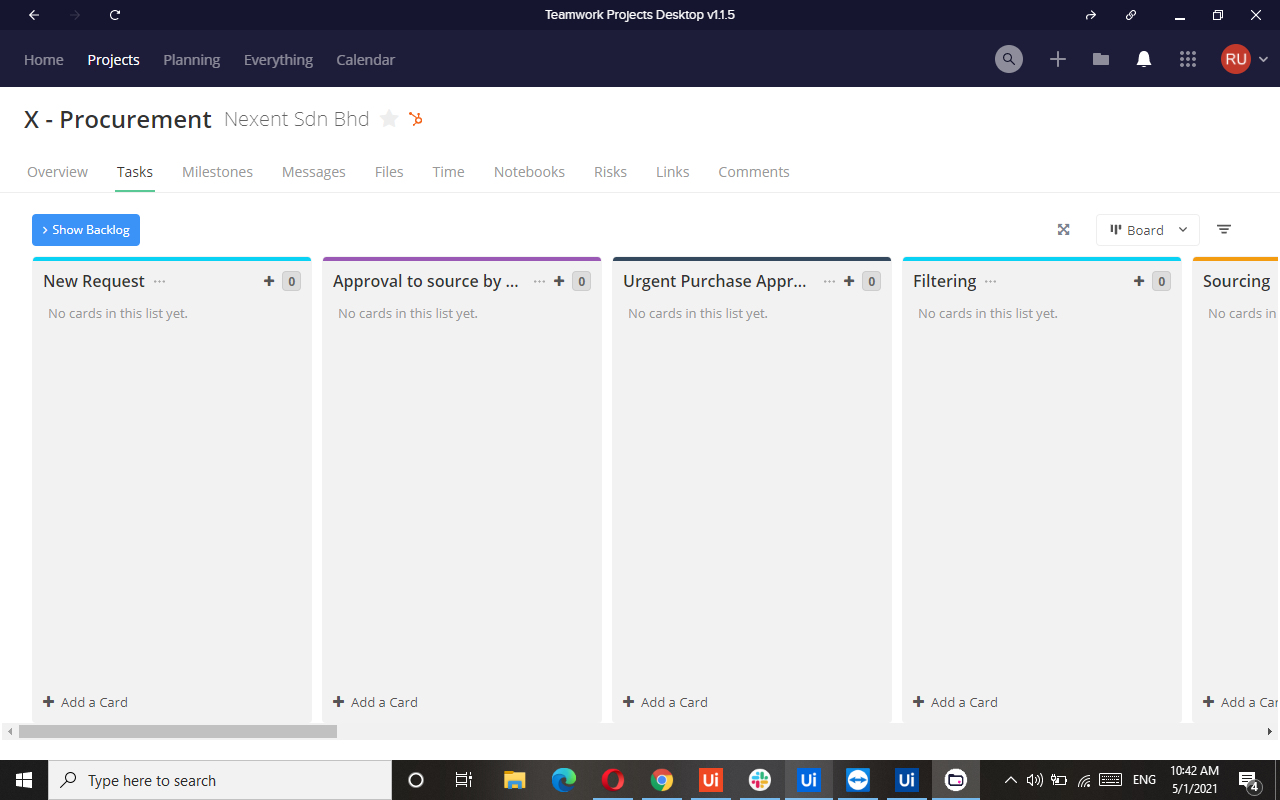 Teamwork Projects Desktop v1.1.5
Home Projects Planning Everything Calendar RU
X - Procurement Nexent Sdn Bhd
Overview Tasks Milestones Messages Files Time Notebooks Risks Links Comments
Show Backlog Board
New Request ... 0 Approval to source by ... ... 0 Urgent Purchase Appr... ... 0 Filtering ... 0 Sourcing
No cards in this list yet. No cards in this list yet. No cards in this list yet. No cards in this list yet. No cards in
Add a Card Add a Card Add a Card Add a Card Add a Car
Type here to search Ui Ui Ui ENG 10:42 AM
5/1/2021 4